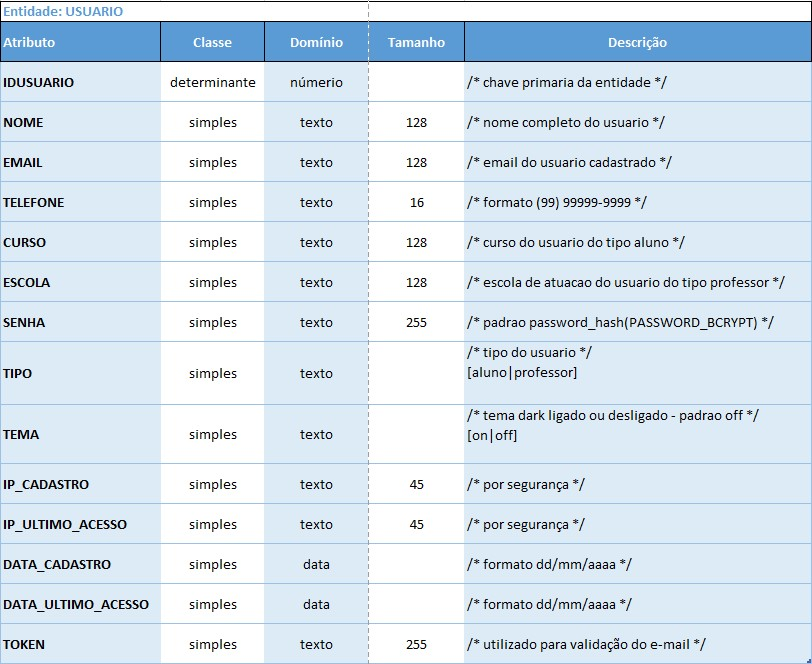 Entidade: USUARIO
Atributo Classe Domínio Tamanho Descrição
IDUSUARIO determinante númerio /* chave primaria da entidade */
NOME simples texto 128 /* nome completo do usuario */
EMAIL simples texto 128 /* email do usuario cadastrado */
TELEFONE simples texto 16 /* formato (99) 99999-9999 */
CURSO simples texto 128 /* curso do usuario do tipo aluno */
ESCOLA simples texto 128 /* escola de atuacao do usuario do tipo professor */
SENHA simples texto 255 /* padrao password_hash(PASSWORD_BCRYPT) */
TIPO simples texto /* tipo do usuario */
[aluno|professor]
TEMA simples texto /* tema dark ligado ou desligado - padrao off */
[on|off]
IP_CADASTRO simples texto 45 /* por segurança */
IP_ULTIMO_ACESSO simples texto 45 /* por segurança */
DATA_CADASTRO simples data /* formato dd/mm/aaaa */
DATA_ULTIMO_ACESSO simples data /* formato dd/mm/aaaa */
TOKEN simples texto 255 /* utilizado para validação do e-mail */